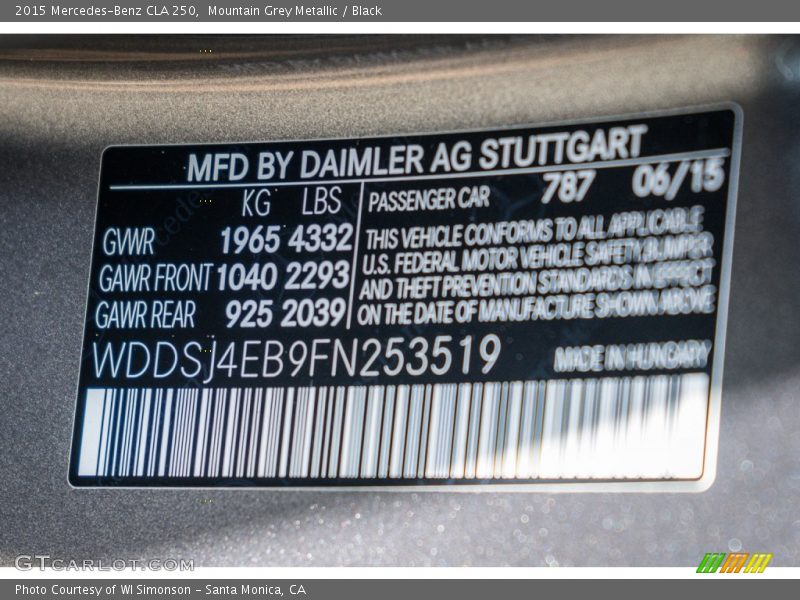 2015 Mercedes-Benz CLA 250,  Mountain Grey Metallic / Black
MFD BY DAIMLER AG STUTTGART
KG LBS PASSENGER CAR 787 06/15
GVWR 1965 4332 THIS VEHICLE CONFORMS TO ALL APPLICABLE
GAWR FRONT 1040 2293 U.S. FEDERAL MOTOR VEHICLE SAFETY BUMPER
AND THEFT PREVENTION STANDARDS IN EFFECT
GAWR REAR 925 2039 ON THE DATE OF MANUFACTURE SHOWN ABOVE
WDDSJ4EB9FN253519 MADE IN HUNGARY
GTCARLOT.COM
Photo Courtesy of WI Simonson - Santa Monica, CA